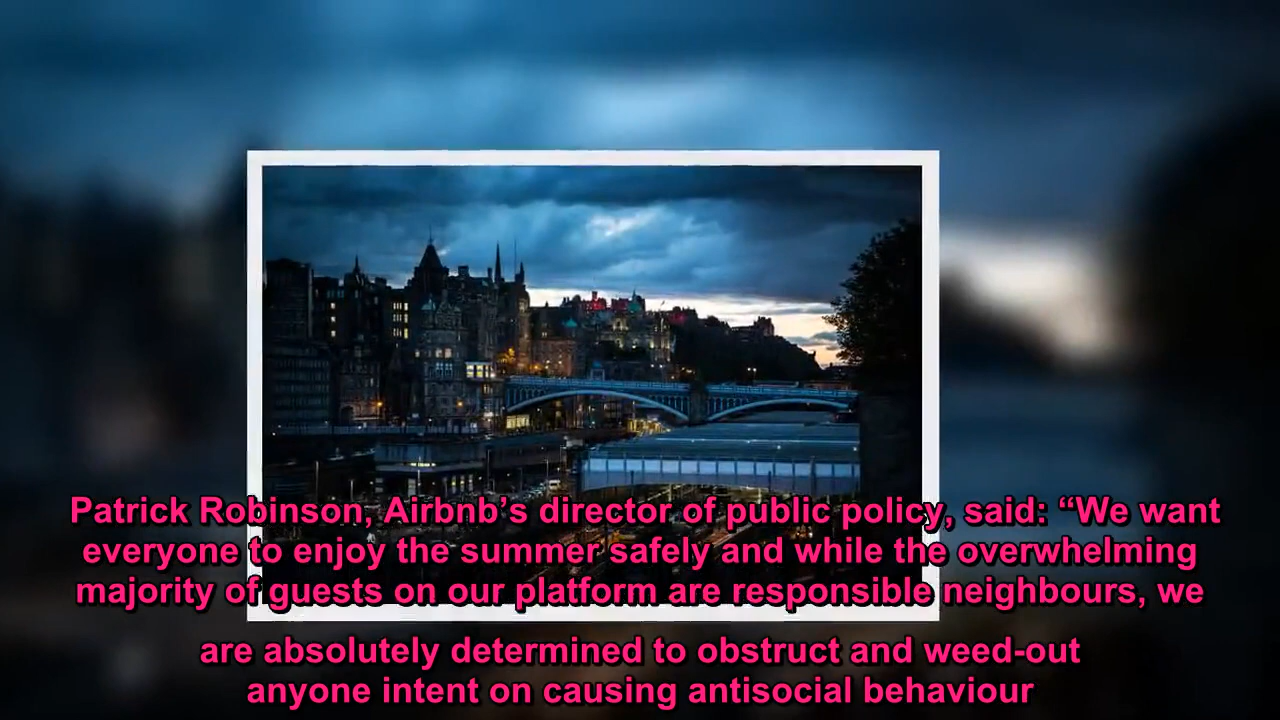 Patrick Robinson, Airbnb’s director of public policy, said: “We want
everyone to enjoy the summer safely and while the overwhelming
majority of guests on our platform are responsible neighbours, we
are absolutely determined to obstruct and weed-out
anyone intent on causing antisocial behaviour